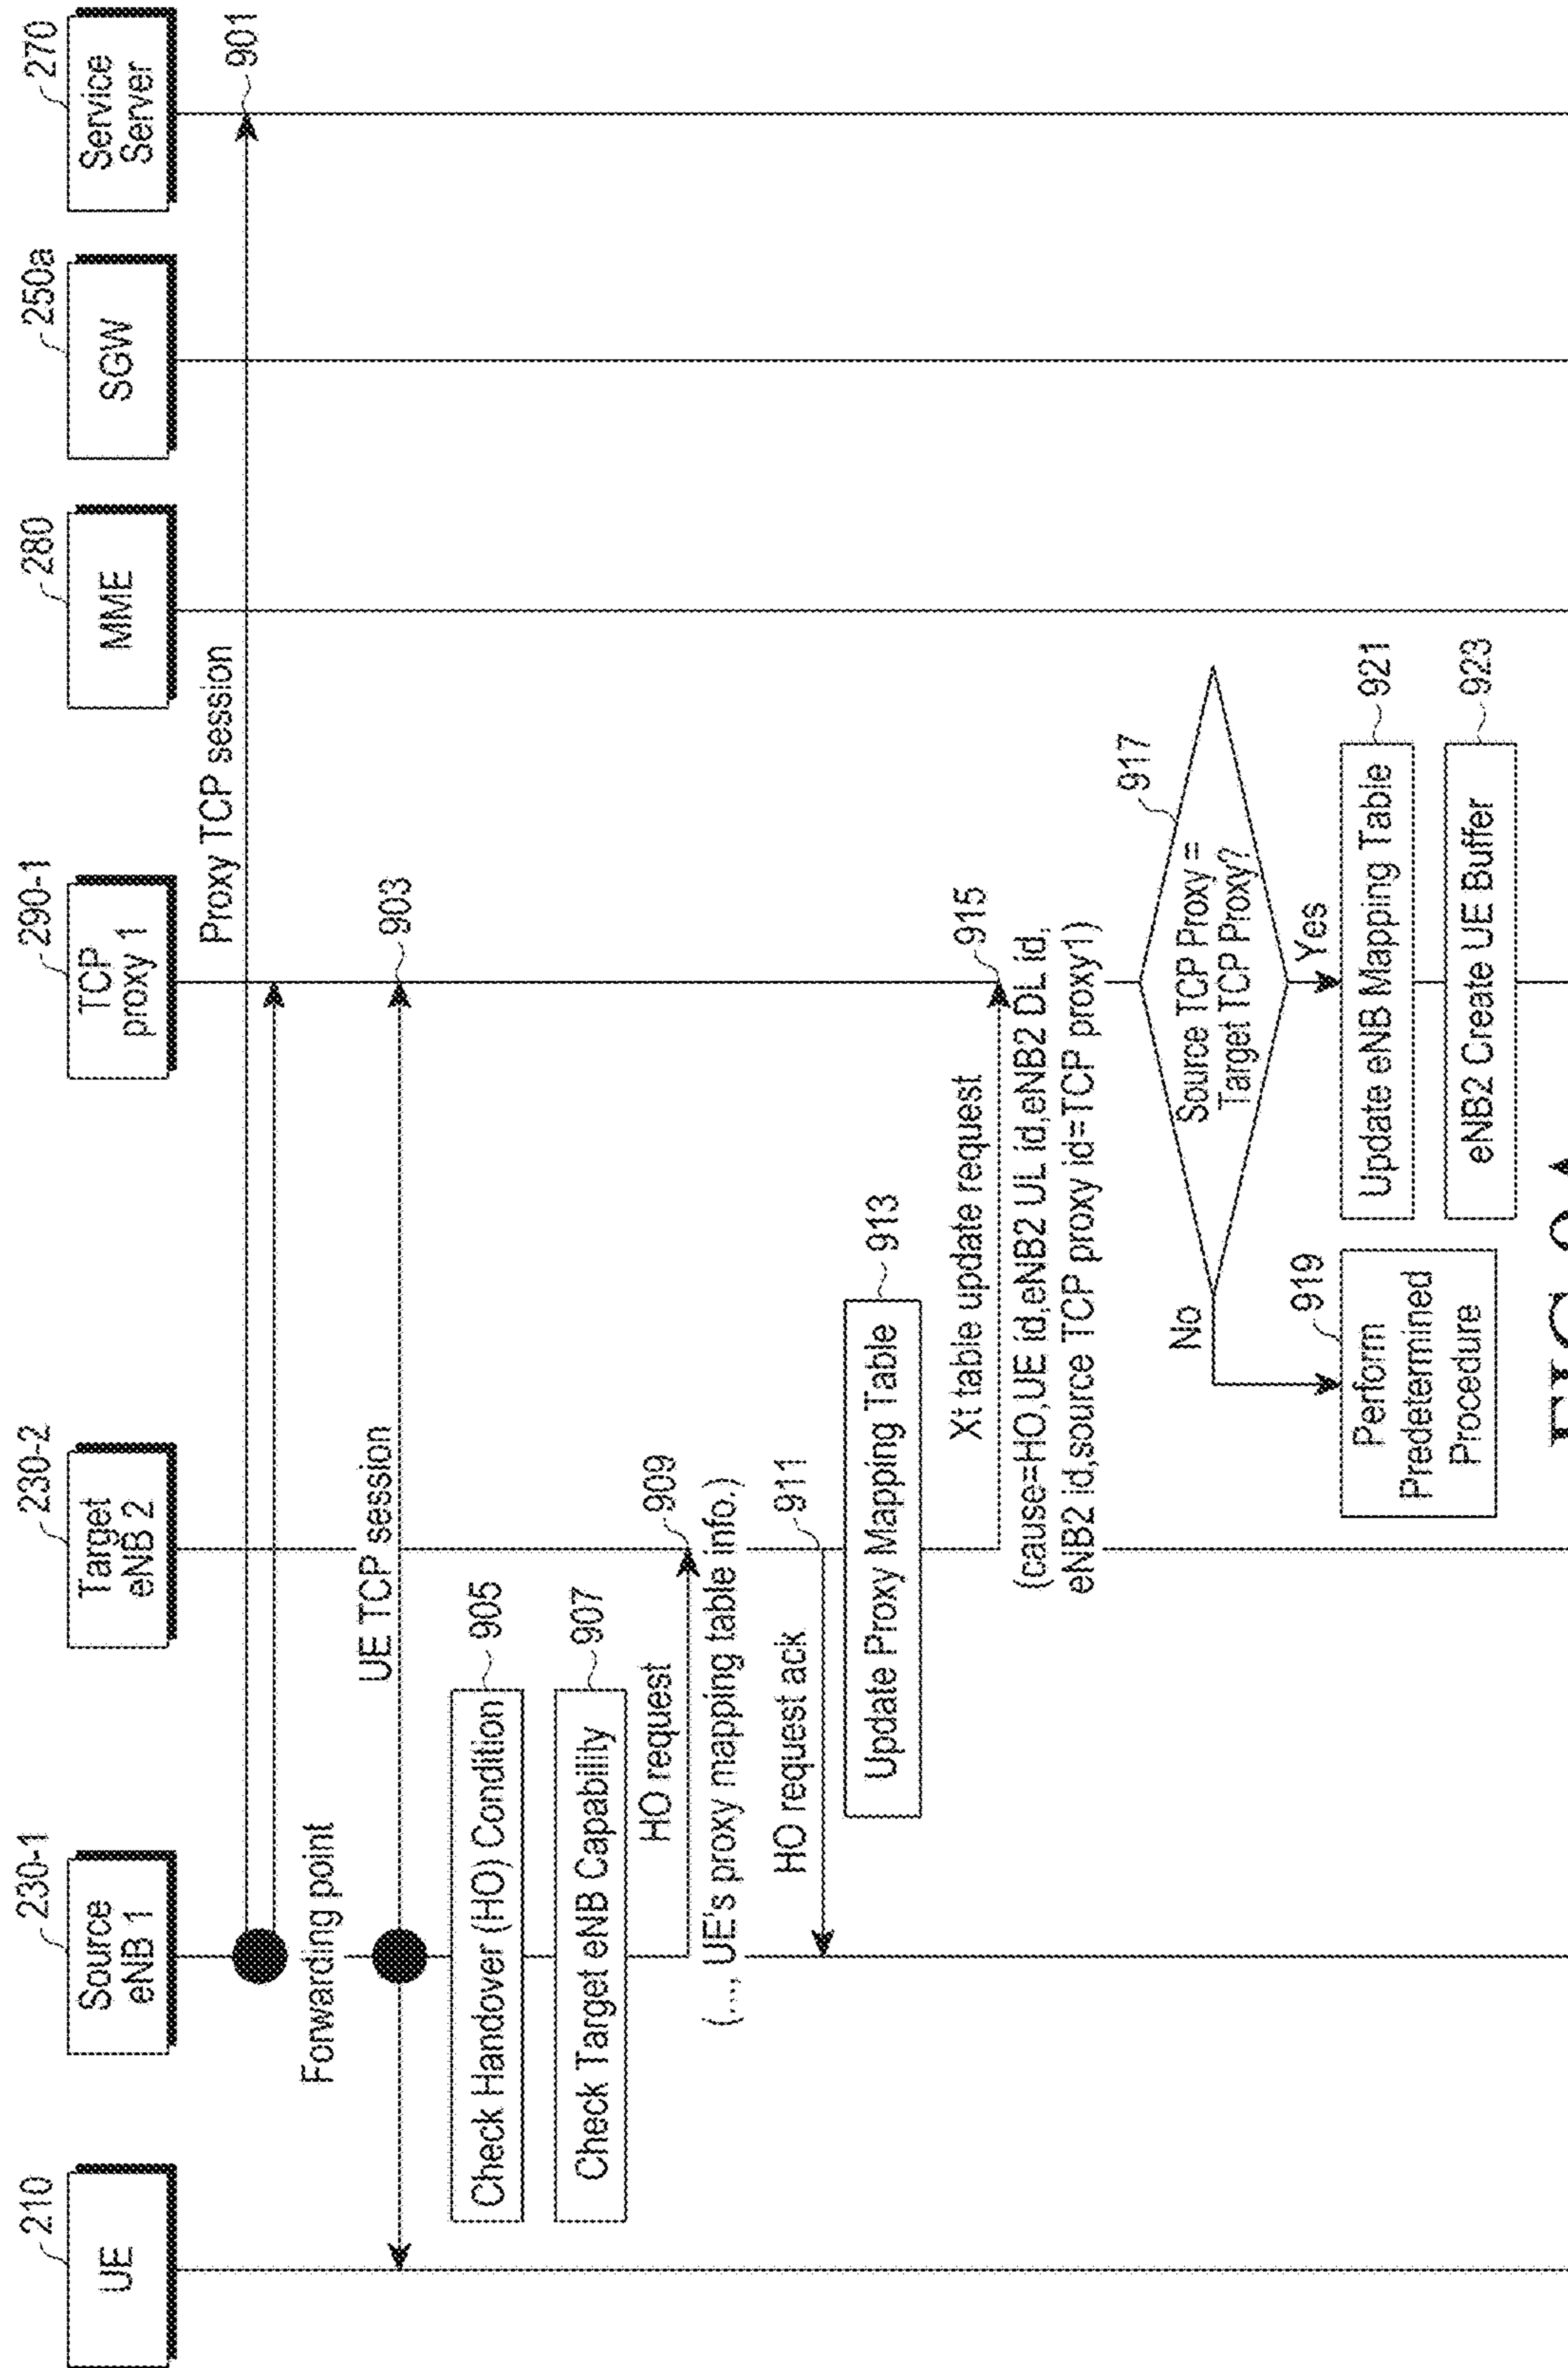 210
UE
230-1
Source
eNB 1
230-2
Target
eNB 2
290-1
TCP
proxy 1
280
MME
250a
SGW
270
Service
Server
Proxy TCP session
901
Forwarding point
UE TCP session
903
Check Handover (HO) Condition
905
Check Target eNB Capability
907
HO request
909
(..., UE's proxy mapping table info.)
HO request ack
911
Update Proxy Mapping Table
913
Xt table update request
915
(cause=HO,UE id,eNB2 UL id,eNB2 DL id,
eNB2 id,source TCP proxy id=TCP proxy1)
917
Source TCP Proxy =
Target TCP Proxy?
No
Yes
919
Perform
Predetermined
Procedure
Update eNB Mapping Table
921
eNB2 Create UE Buffer
923